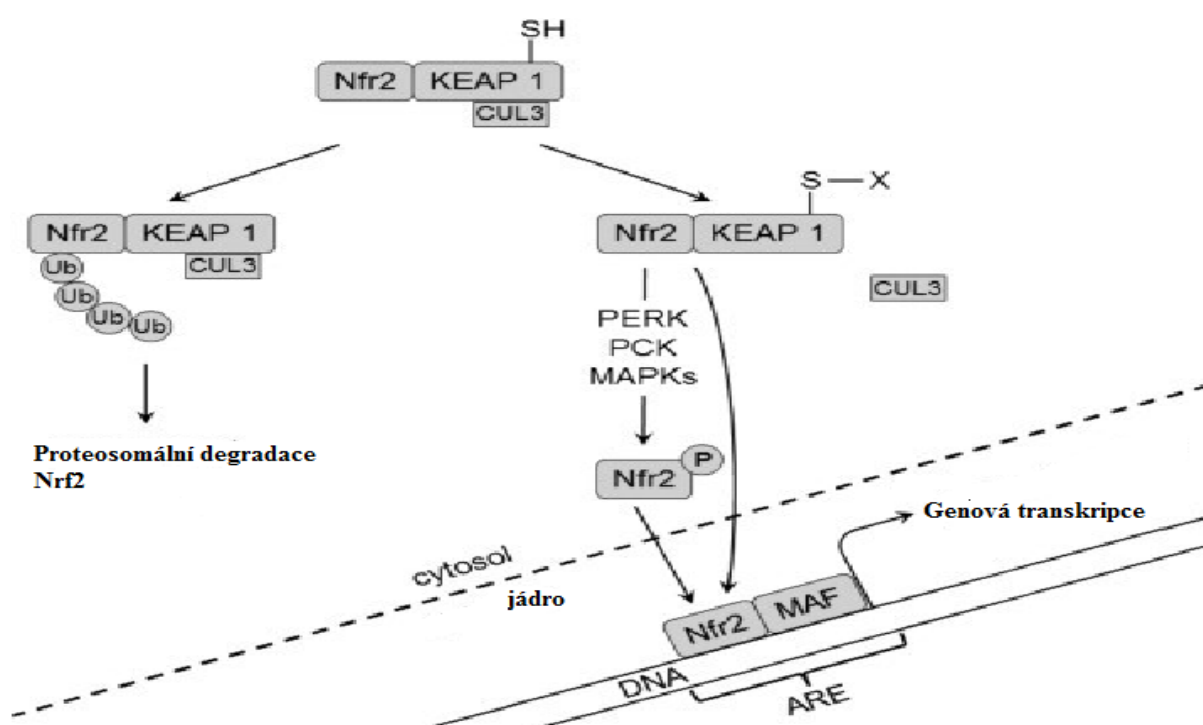 SH
Nfr2 KEAP 1
CUL3
S — X
Nfr2 KEAP 1
CUL3
Ub
Ub
Ub
Ub
Nfr2 KEAP 1
CUL3
PERK
PCK
MAPKs
Proteosomální degradace
Nrf2
Nfr2 P
Genová transkripce
cytosol
jádro
Nfr2 MAF
DNA
ARE